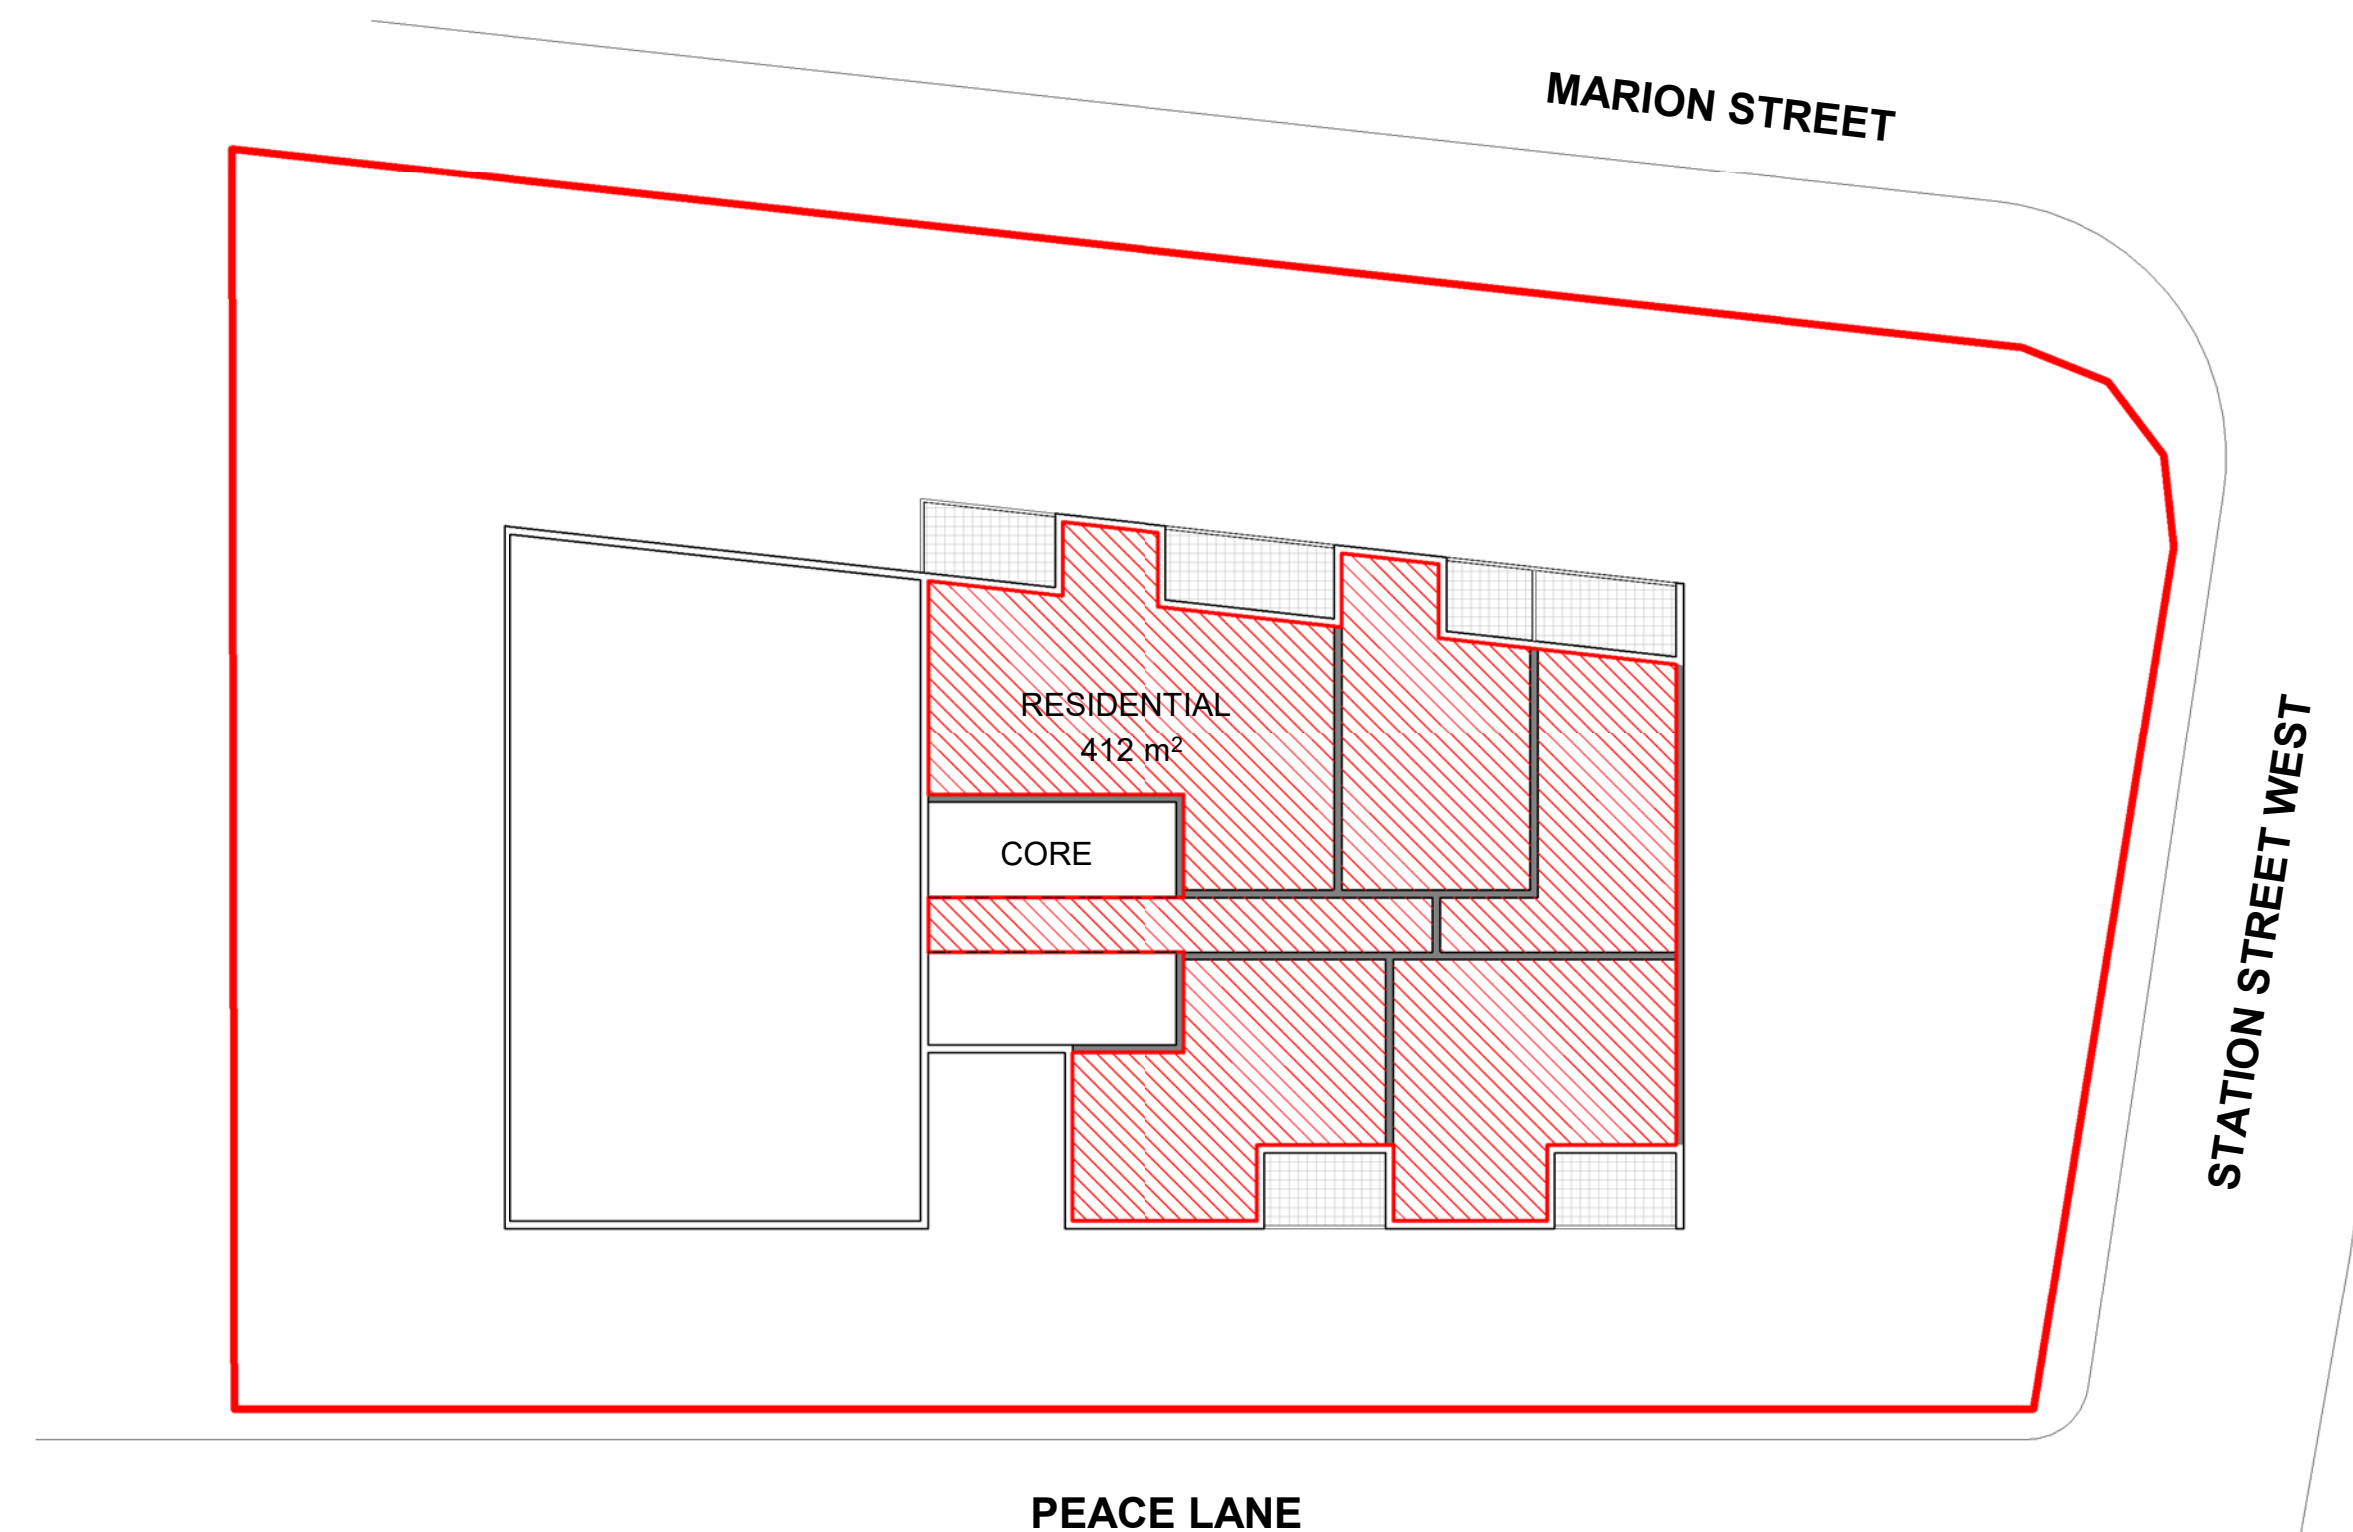 MARION STREET
RESIDENTIAL
412 m²
CORE
STATION STREET WEST
PEACE LANE